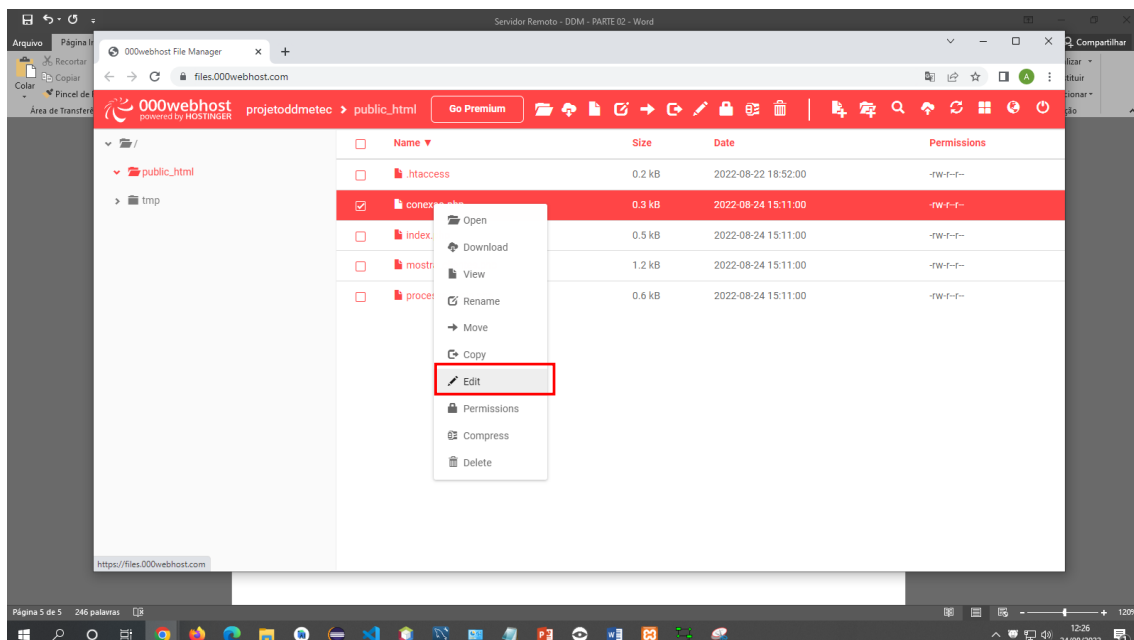 Servidor Remoto - DDM - PARTE 02 - Word
Arquivo
Compartilhar
Recortar
Copiar
Colar
Pincel de
Área de Transferê
000webhost File Manager
files.000webhost.com
A
000webhost
powered by HOSTINGER
projetoddmetec > public_html
Go Premium
/
public_html
tmp
Name ▼ Size Date Permissions
.htaccess 0.2 kB 2022-08-22 18:52:00 -rw-r--r--
0.3 kB 2022-08-24 15:11:00 -rw-r--r--
index. 0.5 kB 2022-08-24 15:11:00 -rw-r--r--
mostr 1.2 kB 2022-08-24 15:11:00 -rw-r--r--
proces 0.6 kB 2022-08-24 15:11:00 -rw-r--r--
Open
Download
View
Rename
Move
Copy
Edit
Permissions
Compress
Delete
https://files.000webhost.com
Página 5 de 5 246 palavras
120%
12:26